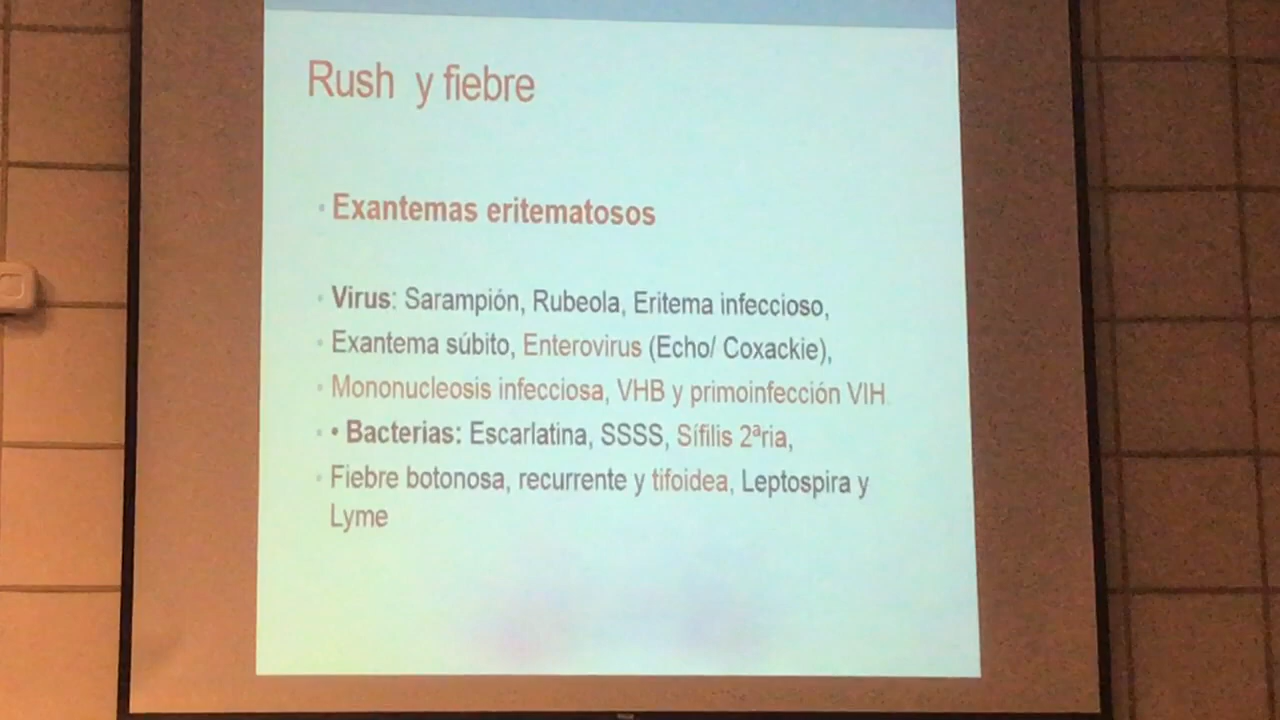 Rush y fiebre
• Exantemas eritematosos
• Virus: Sarampión, Rubeola, Eritema infeccioso,
• Exantema súbito, Enterovirus (Echo/ Coxackie),
• Mononucleosis infecciosa, VHB y primoinfección VIH
• • Bacterias: Escarlatina, SSSS, Sífilis 2ªria,
• Fiebre botonosa, recurrente y tifoidea, Leptospira y
Lyme